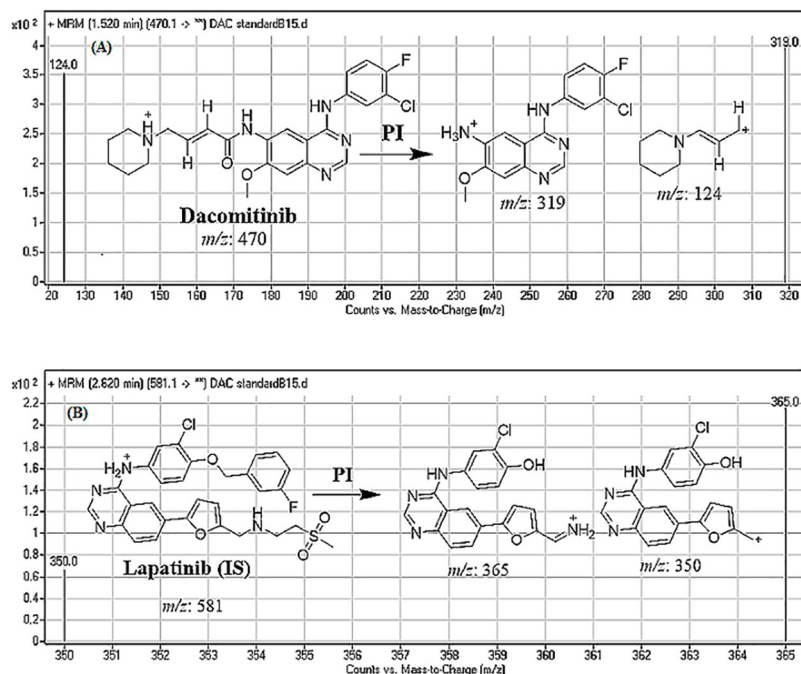 x10² + MRM (1.520 min) (470.1 -> **) DAC standardB15.d
(A)
4
3.5
3
2.5
2
1.5
1
0.5
0
124.0
319.0
F
HN
Cl
H
N
H
H
H
N
O
O
N
N
PI
H₃N
+
O
HN
F
Cl
N
N
N
H
H
+
Dacomitinib
m/z: 470
m/z: 319
m/z: 124
120 130 140 150 160 170 180 190 200 210 220 230 240 250 260 270 280 290 300 310 320
Counts vs. Mass-to-Charge (m/z)
x10² + MRM (2.620 min) (581.1 -> **) DAC standardB15.d
(B)
2.2
2
1.8
1.6
1.4
1.2
1
0.8
0.6
0.4
0.2
0
350.0
365.0
Cl
+
H₂N
O
F
N
N
O
H
N
O
S
O
PI
Cl
HN
OH
N
N
O
+
NH₂
Cl
HN
OH
N
N
O
+
Lapatinib (IS)
m/z: 581
m/z: 365
m/z: 350
350 351 352 353 354 355 356 357 358 359 360 361 362 363 364 365
Counts vs. Mass-to-Charge (m/z)